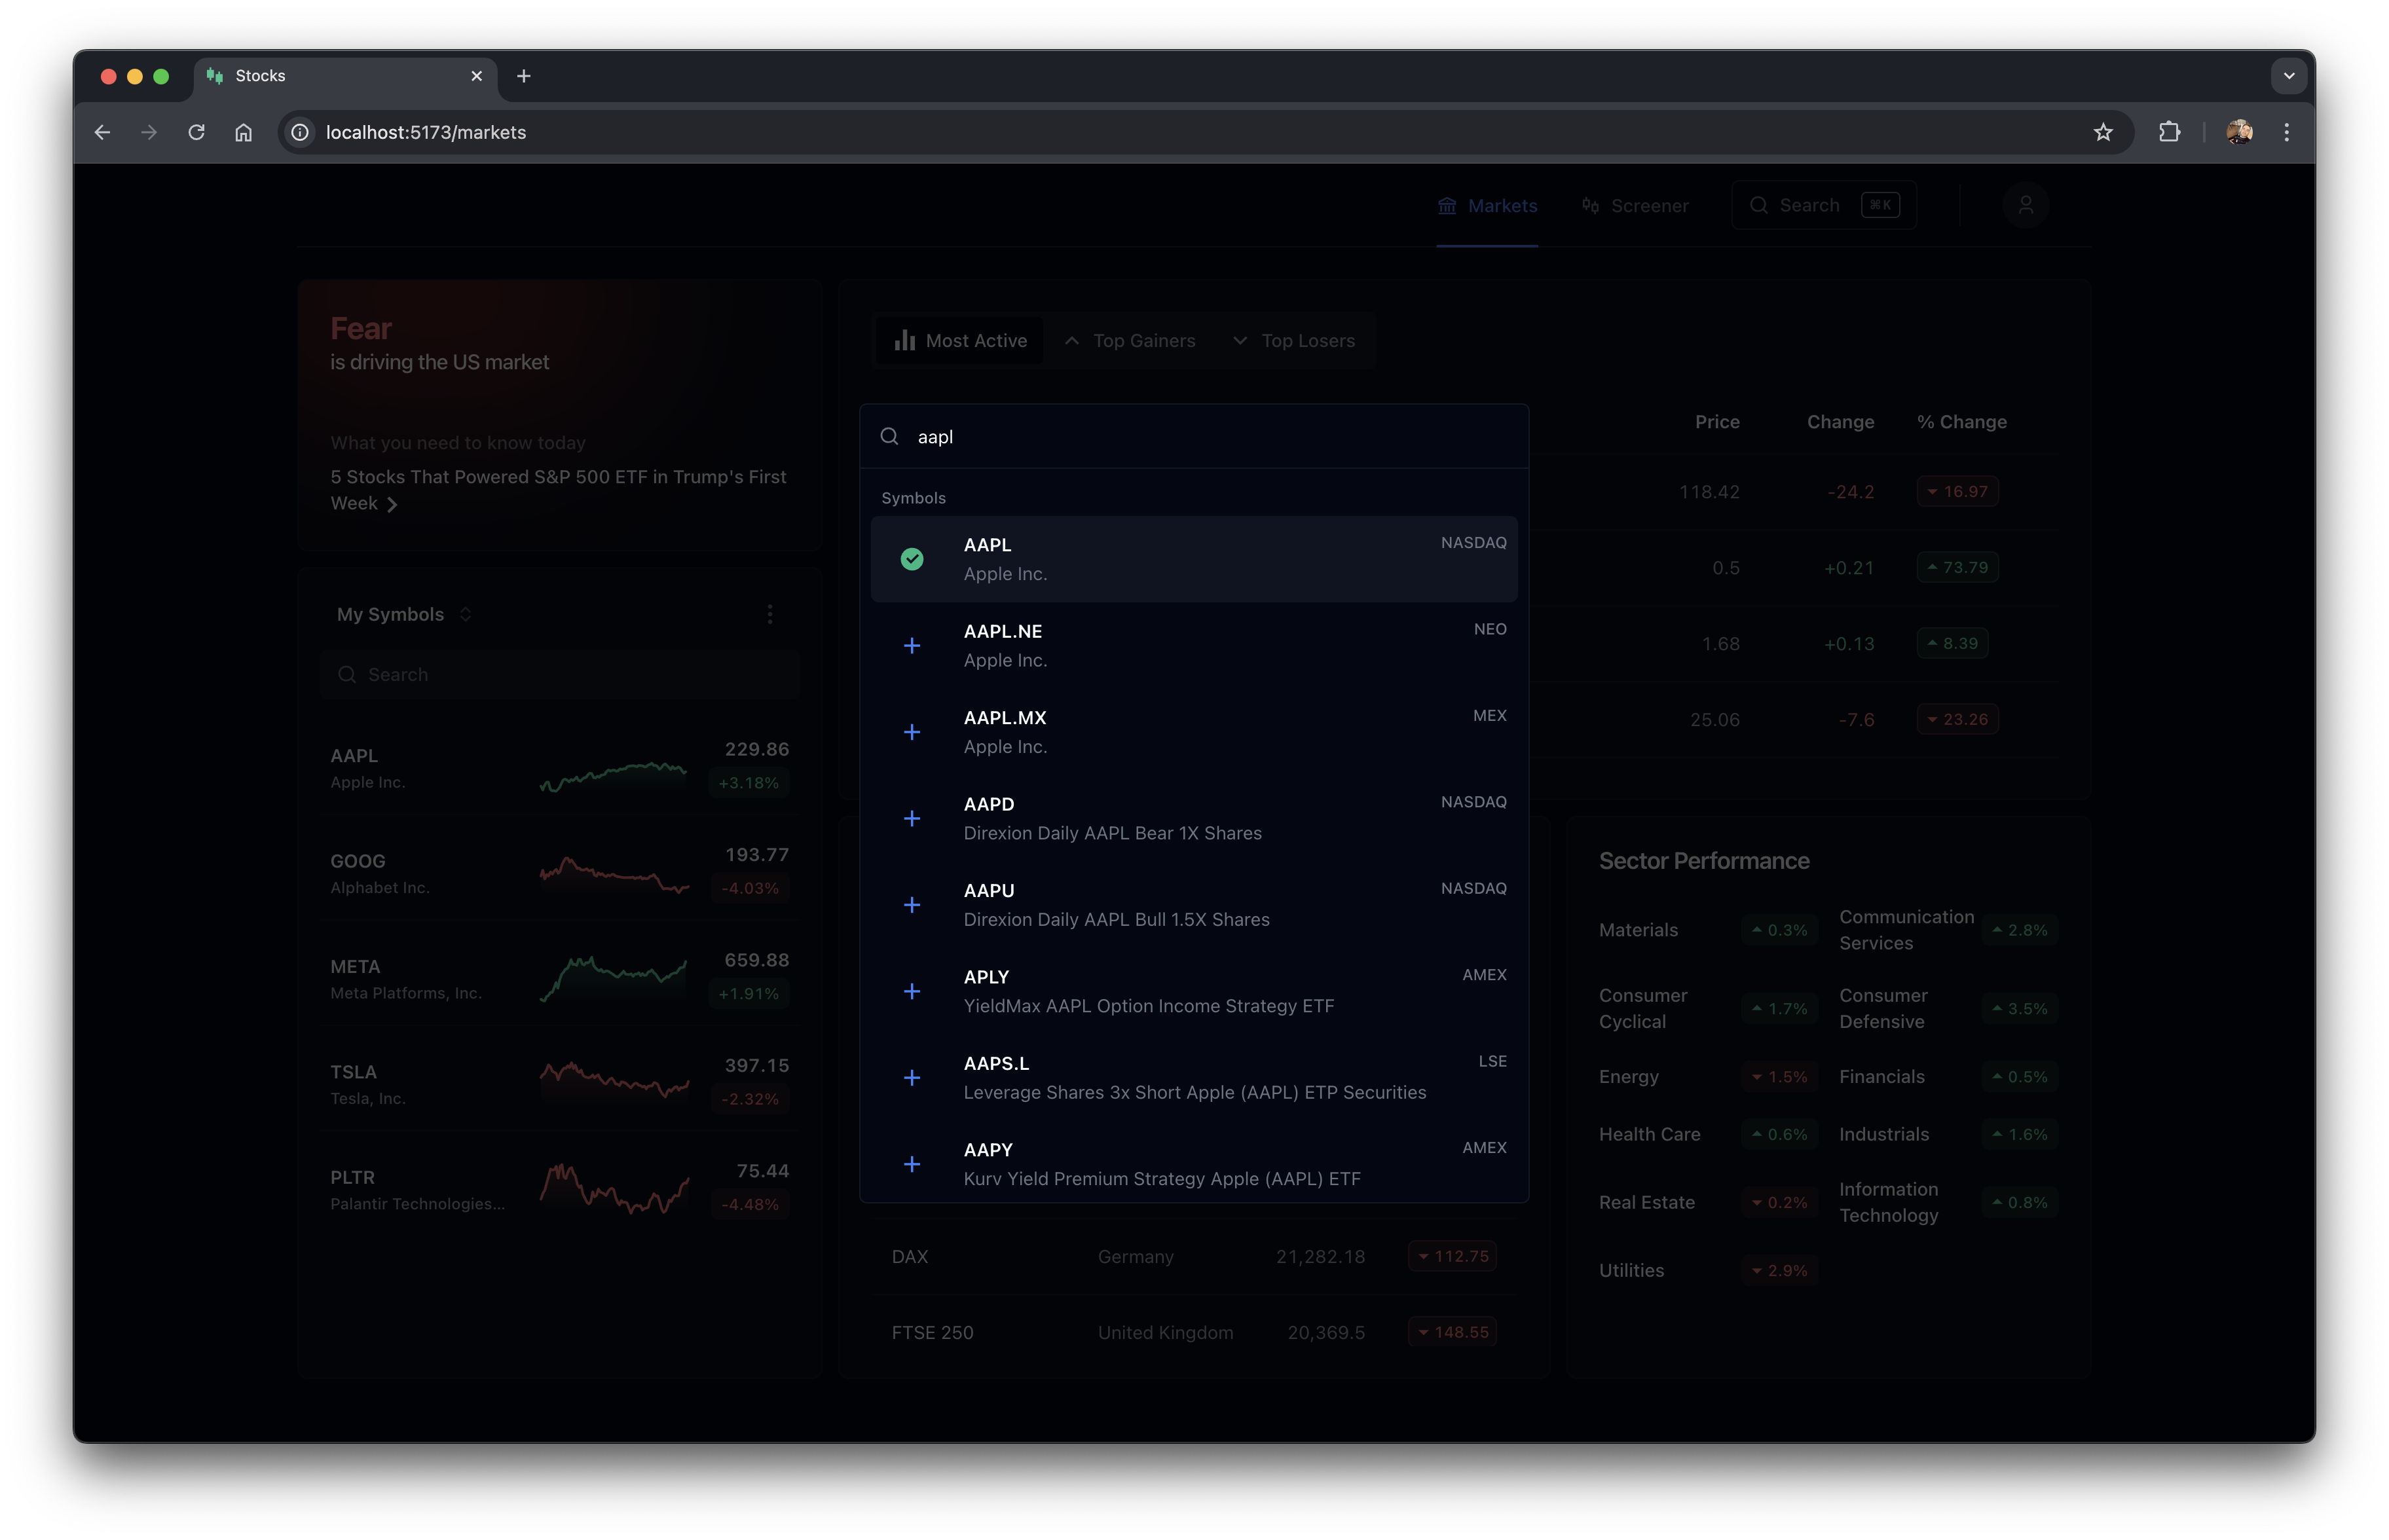 Stocks
localhost:5173/markets
Markets
Screener
Search
⌘ K
Fear
is driving the US market
What you need to know today
5 Stocks That Powered S&P 500 ETF in Trump's First
Week
My Symbols
Search
AAPL 229.86
Apple Inc. +3.18%
GOOG 193.77
Alphabet Inc. -4.03%
META 659.88
Meta Platforms, Inc. +1.91%
TSLA 397.15
Tesla, Inc. -2.32%
PLTR 75.44
Palantir Technologies... -4.48%
Most Active
Top Gainers
Top Losers
Price Change % Change
118.42 -24.2 16.97
0.5 +0.21 73.79
1.68 +0.13 8.39
25.06 -7.6 23.26
aapl
Symbols
AAPL NASDAQ
Apple Inc.
AAPL.NE NEO
Apple Inc.
AAPL.MX MEX
Apple Inc.
AAPD NASDAQ
Direxion Daily AAPL Bear 1X Shares
AAPU NASDAQ
Direxion Daily AAPL Bull 1.5X Shares
APLY AMEX
YieldMax AAPL Option Income Strategy ETF
AAPS.L LSE
Leverage Shares 3x Short Apple (AAPL) ETP Securities
AAPY AMEX
Kurv Yield Premium Strategy Apple (AAPL) ETF
DAX Germany 21,282.18 112.75
FTSE 250 United Kingdom 20,369.5 148.55
Sector Performance
Materials 0.3%
Communication
Services 2.8%
Consumer
Cyclical 1.7%
Consumer
Defensive 3.5%
Energy 1.5%
Financials 0.5%
Health Care 0.6%
Industrials 1.6%
Real Estate 0.2%
Information
Technology 0.8%
Utilities 2.9%